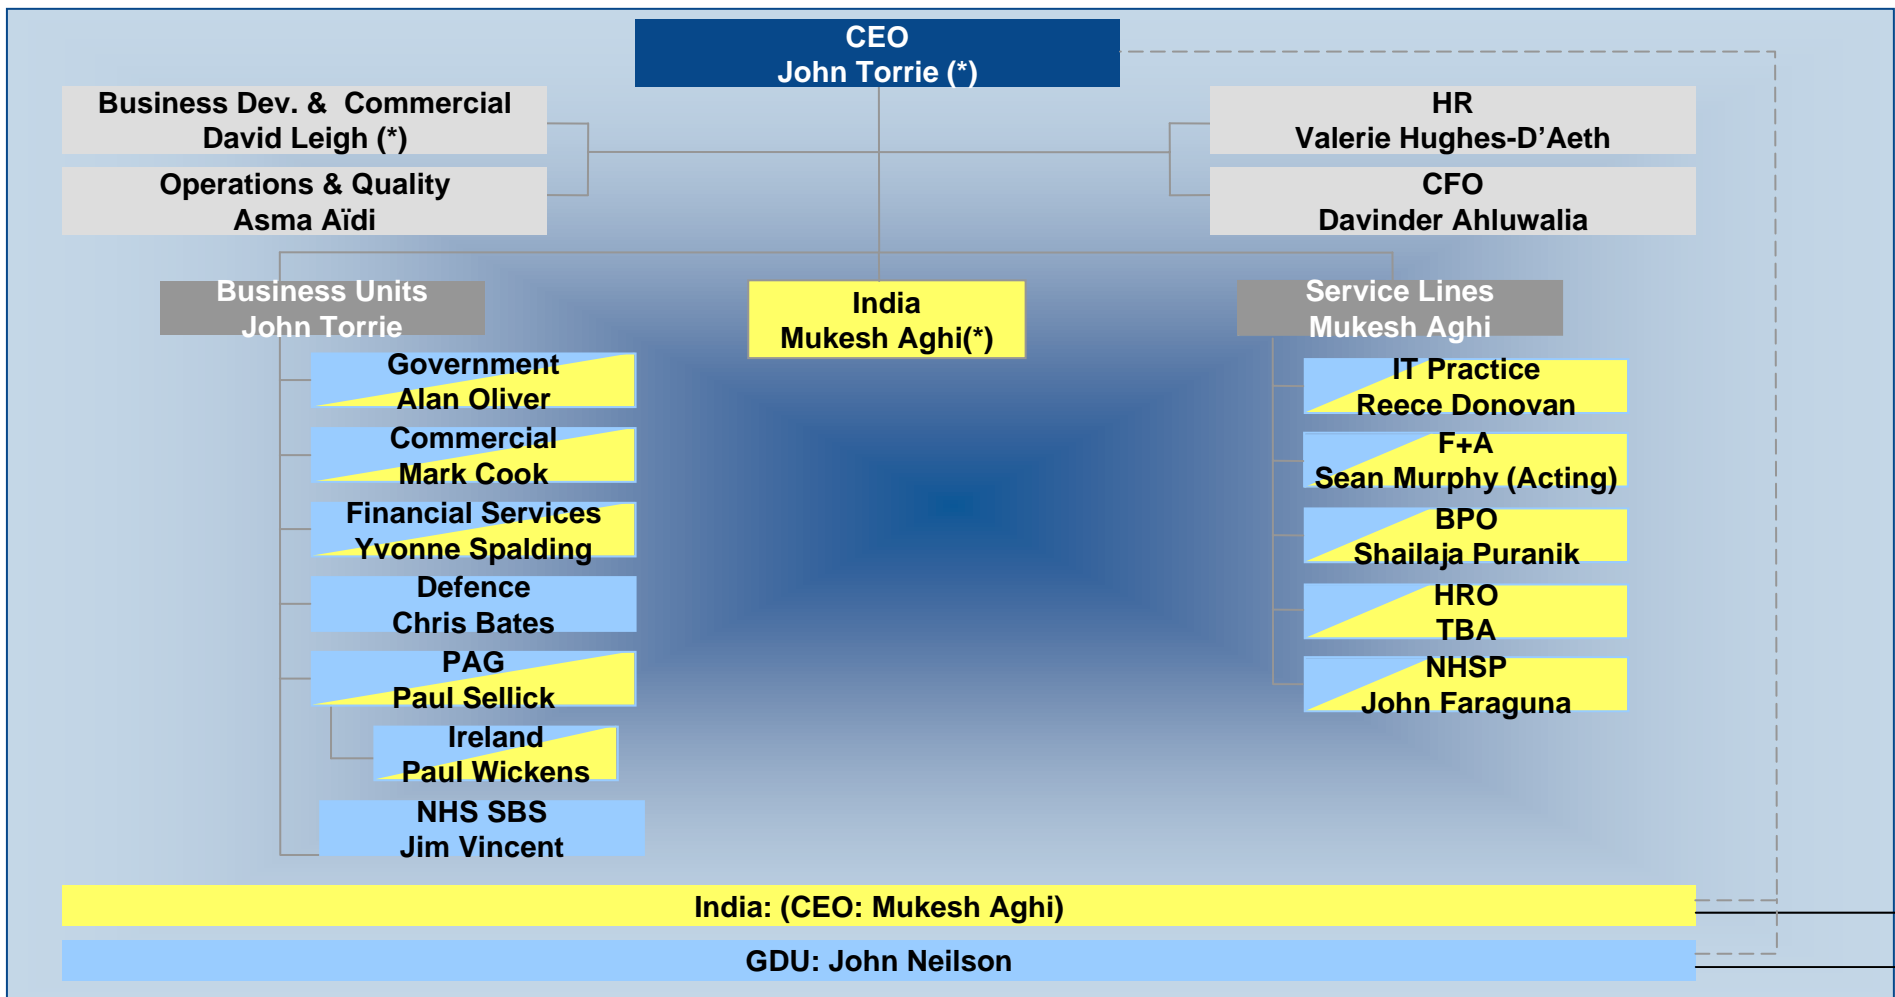 CEO
John Torrie (*)
Business Dev. & Commercial
David Leigh (*)
HR
Valerie Hughes-D’Aeth
Operations & Quality
Asma Aïdi
CFO
Davinder Ahluwalia
Business Units
John Torrie
India
Mukesh Aghi(*)
Service Lines
Mukesh Aghi
Government
Alan Oliver
Commercial
Mark Cook
Financial Services
Yvonne Spalding
Defence
Chris Bates
PAG
Paul Sellick
Ireland
Paul Wickens
NHS SBS
Jim Vincent
IT Practice
Reece Donovan
F+A
Sean Murphy (Acting)
BPO
Shailaja Puranik
HRO
TBA
NHSP
John Faraguna
India: (CEO: Mukesh Aghi)
GDU: John Neilson